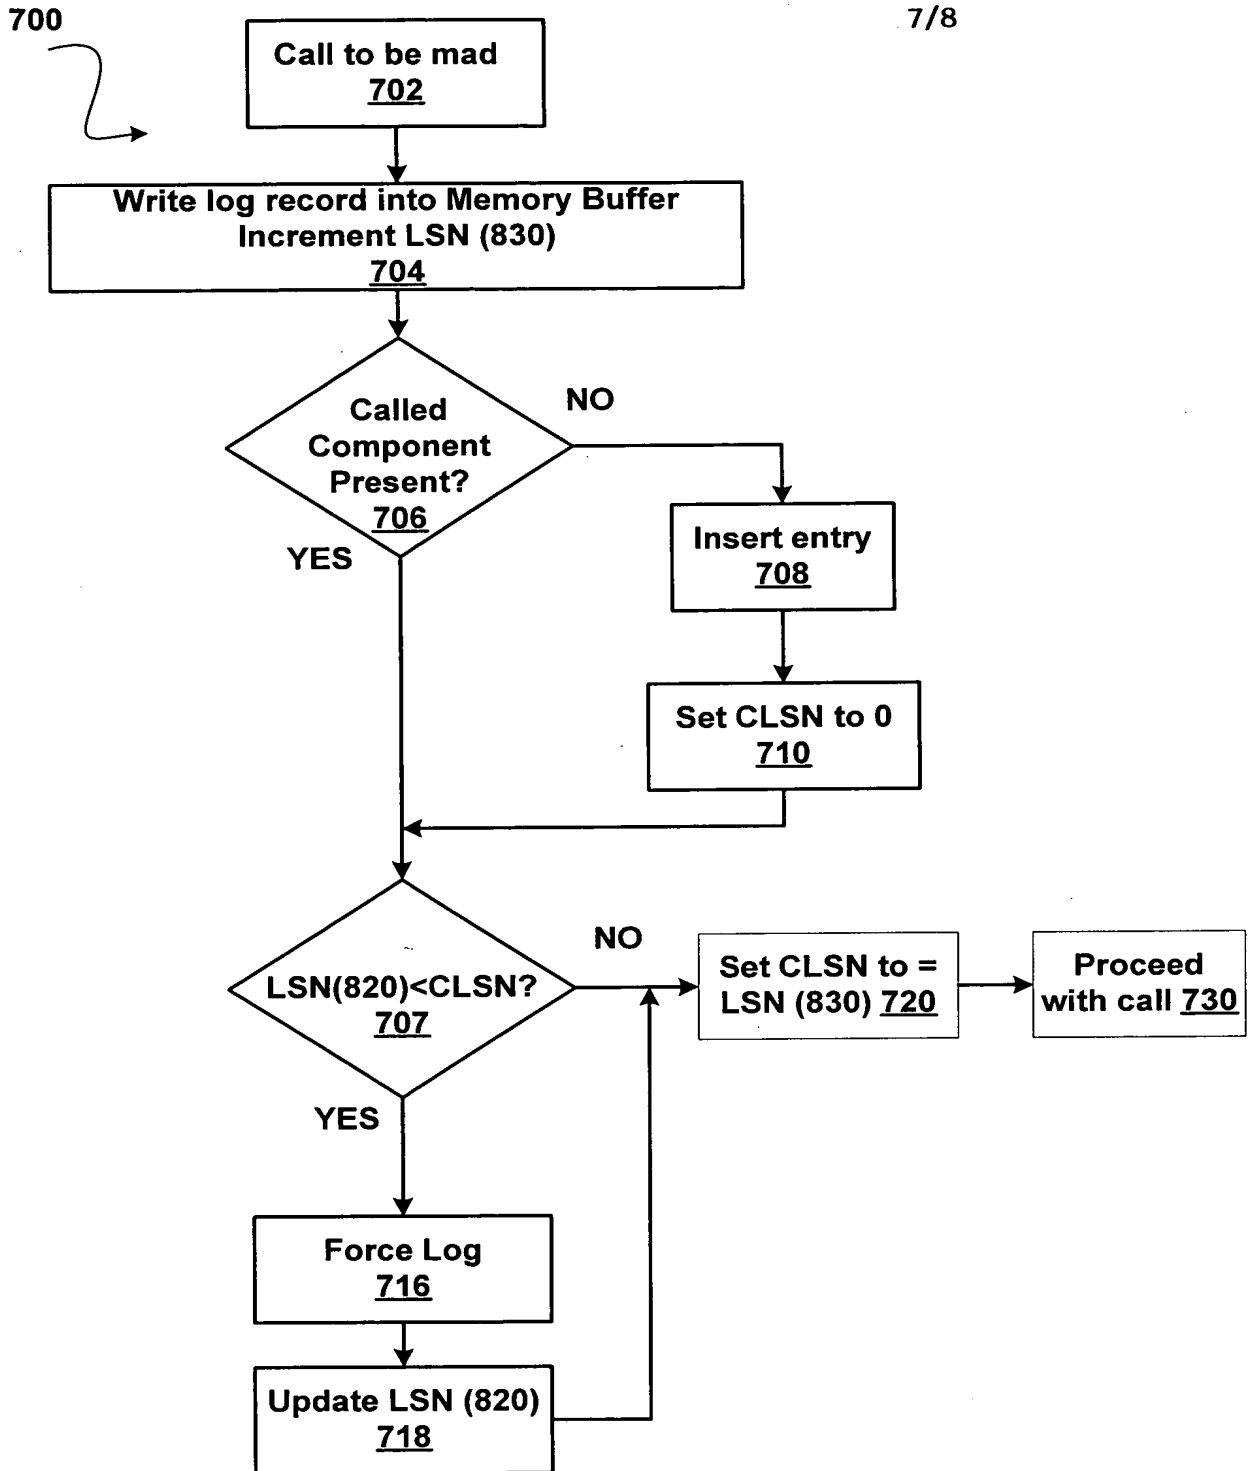 700
7/8
Call to be mad
702
Write log record into Memory Buffer
Increment LSN (830)
704
Called
Component
Present?
706
NO
YES
Insert entry
708
Set CLSN to 0
710
LSN(820)<CLSN?
707
NO
YES
Set CLSN to =
LSN (830) 720
Proceed
with call 730
Force Log
716
Update LSN (820)
718